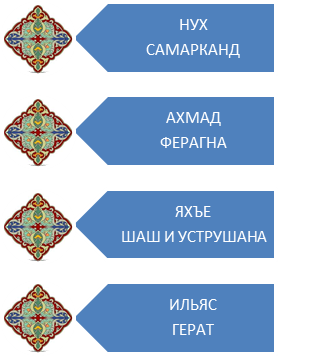 НУХ
САМАРКАНД
АХМАД
ФЕРАГНА
ЯХЪЕ
ШАШ И УСТРУШАНА
ИЛЬЯС
ГЕРАТ